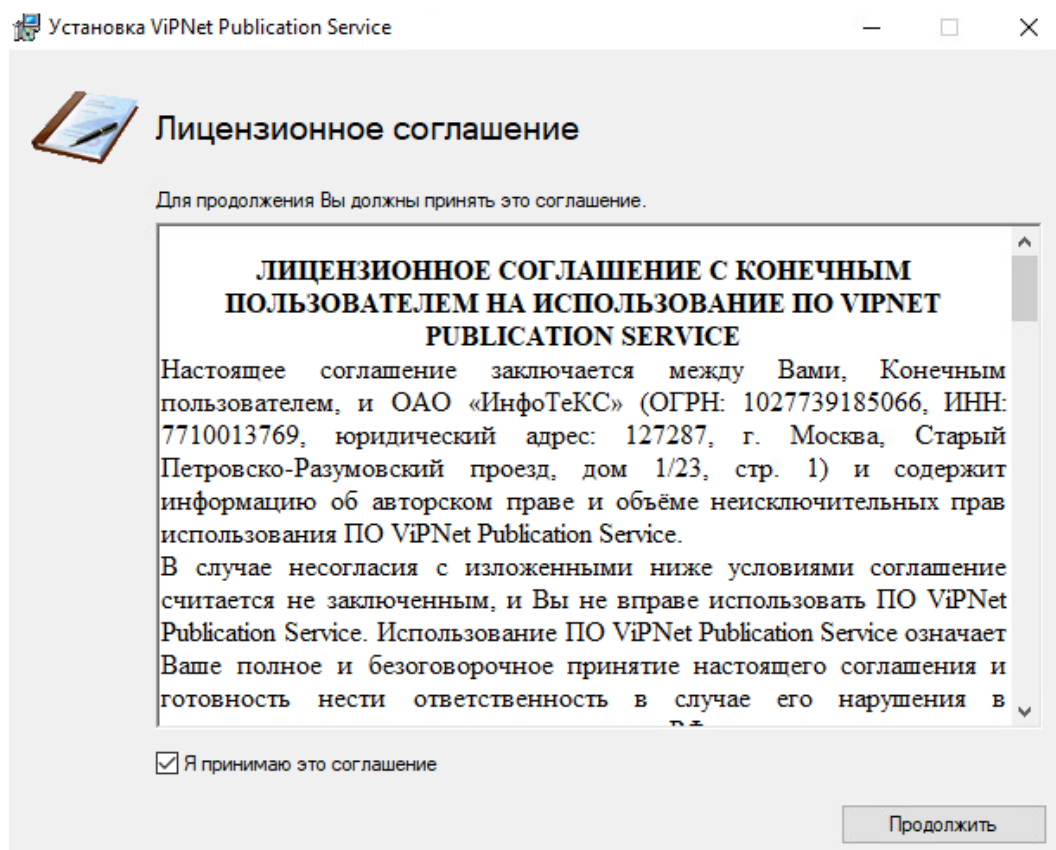 Установка ViPNet Publication Service
Лицензионное соглашение
Для продолжения Вы должны принять это соглашение.
ЛИЦЕНЗИОННОЕ СОГЛАШЕНИЕ С КОНЕЧНЫМ
ПОЛЬЗОВАТЕЛЕМ НА ИСПОЛЬЗОВАНИЕ ПО VIPNET
PUBLICATION SERVICE
Настоящее соглашение заключается между Вами, Конечным
пользователем, и ОАО «ИнфоТеКС» (ОГРН: 1027739185066, ИНН:
7710013769, юридический адрес: 127287, г. Москва, Старый
Петровско-Разумовский проезд, дом 1/23, стр. 1) и содержит
информацию об авторском праве и объёме неисключительных прав
использования ПО ViPNet Publication Service.
В случае несогласия с изложенными ниже условиями соглашение
считается не заключенным, и Вы не вправе использовать ПО ViPNet
Publication Service. Использование ПО ViPNet Publication Service означает
Ваше полное и безоговорочное принятие настоящего соглашения и
готовность нести ответственность в случае его нарушения в
Я принимаю это соглашение
Продолжить